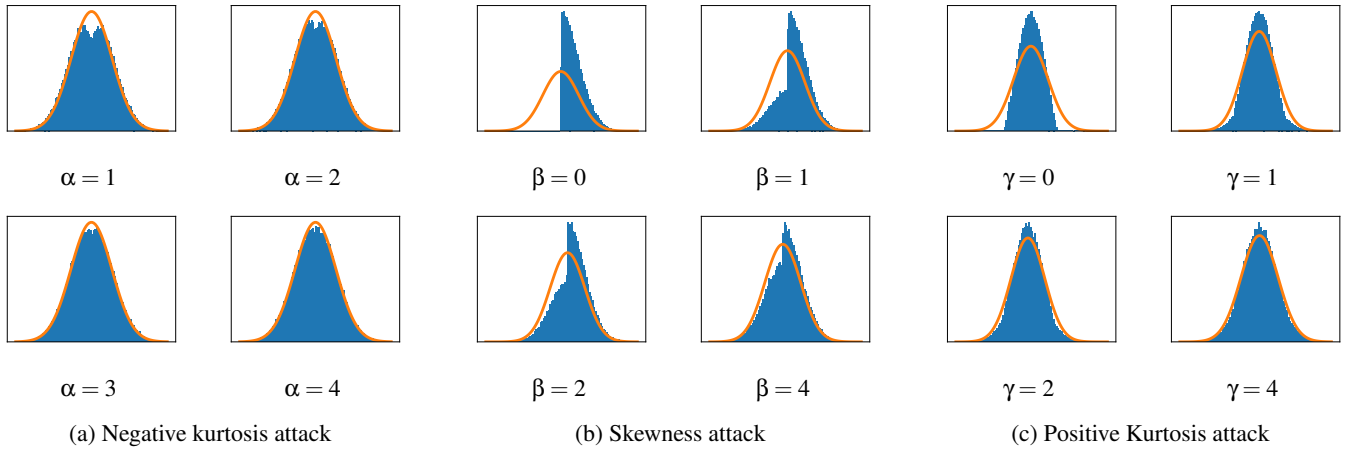 α = 1
α = 2
β = 0
β = 1
γ = 0
γ = 1
α = 3
α = 4
β = 2
β = 4
γ = 2
γ = 4
(a) Negative kurtosis attack
(b) Skewness attack
(c) Positive Kurtosis attack